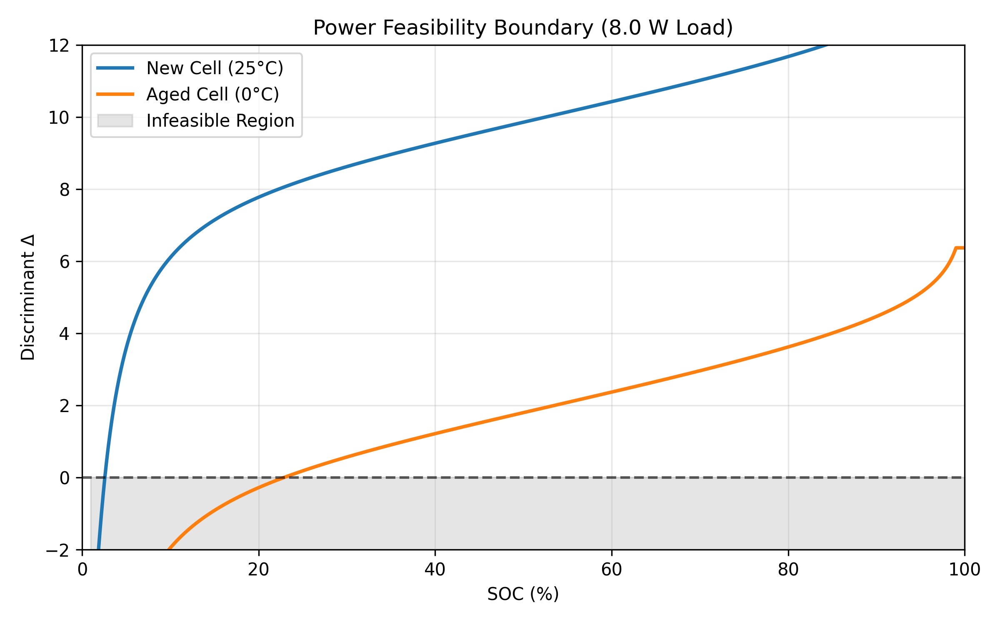 Power Feasibility Boundary (8.0 W Load)
New Cell (25°C)
Aged Cell (0°C)
Infeasible Region
Discriminant Δ
12
10
8
6
4
2
0
−2
0 20 40 60 80 100
SOC (%)